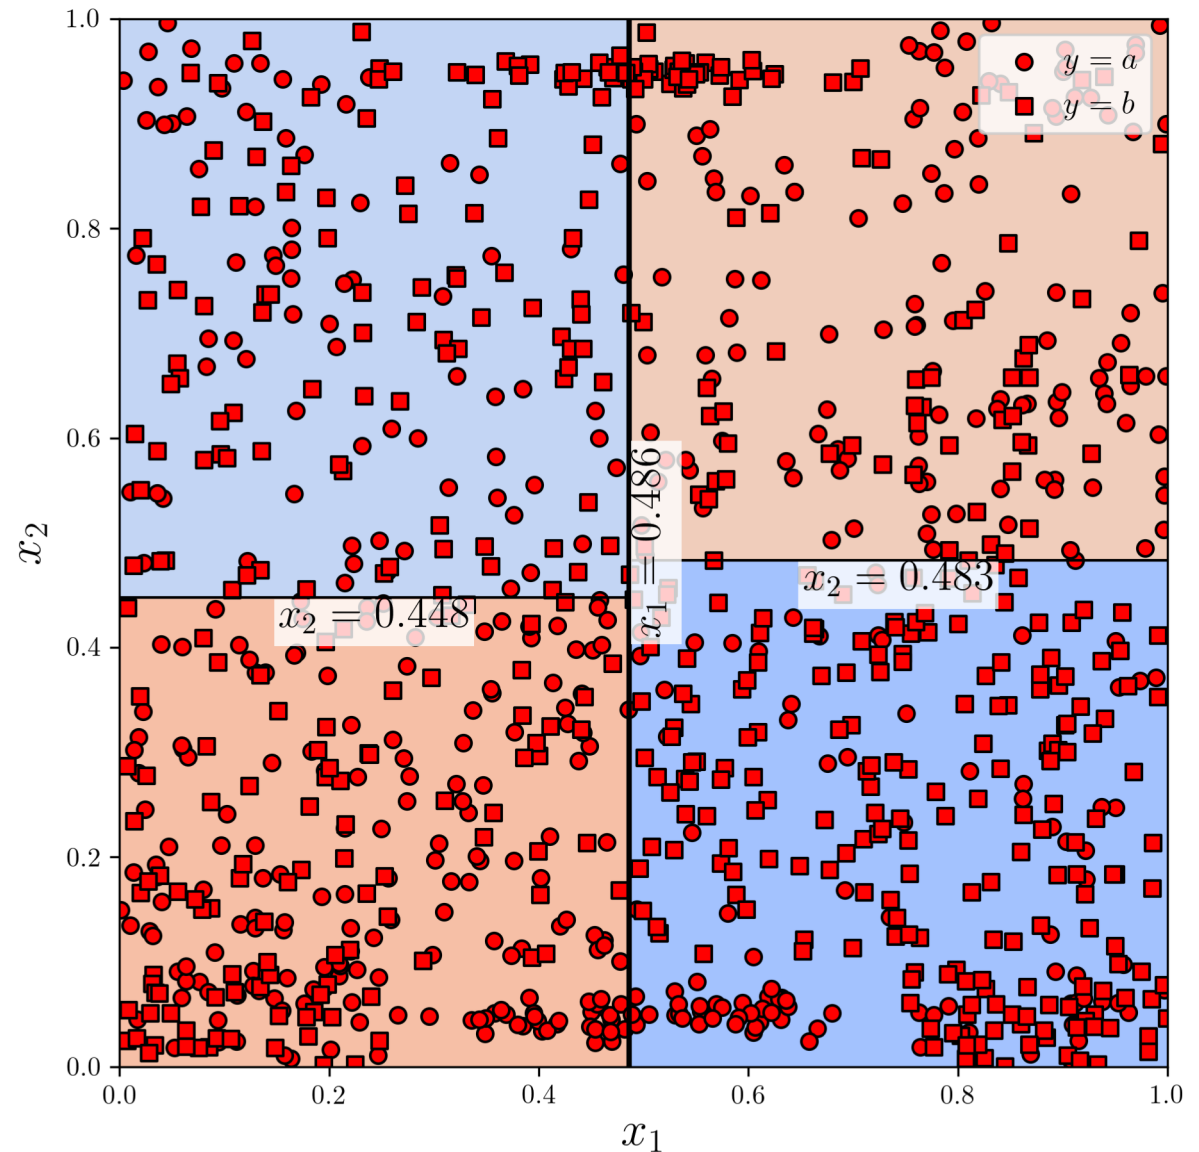 1.0
y = a
y = b
0.8
0.6
x₁ = 0.486
x₂ = 0.483
x₂ = 0.448
0.4
0.2
0.0
x₂
0.0 0.2 0.4 0.6 0.8 1.0
x₁